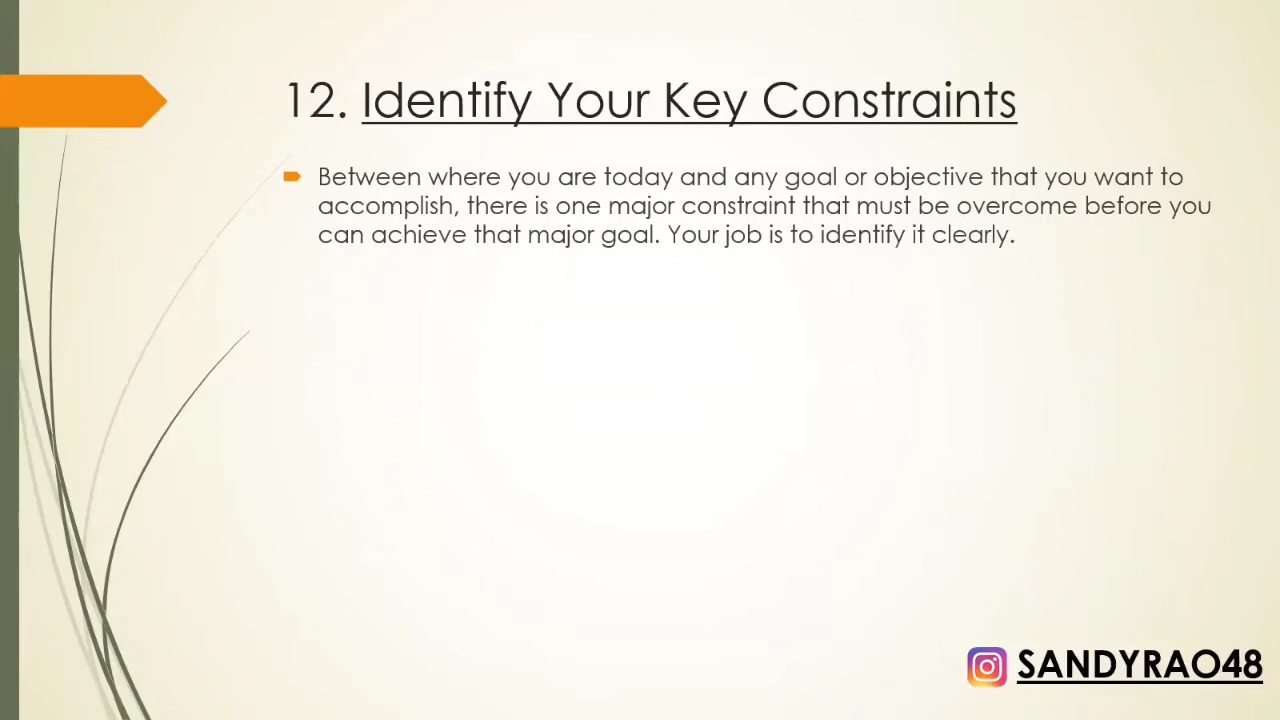 12. Identify Your Key Constraints
Between where you are today and any goal or objective that you want to
accomplish, there is one major constraint that must be overcome before you
can achieve that major goal. Your job is to identify it clearly.
SANDYRAO48